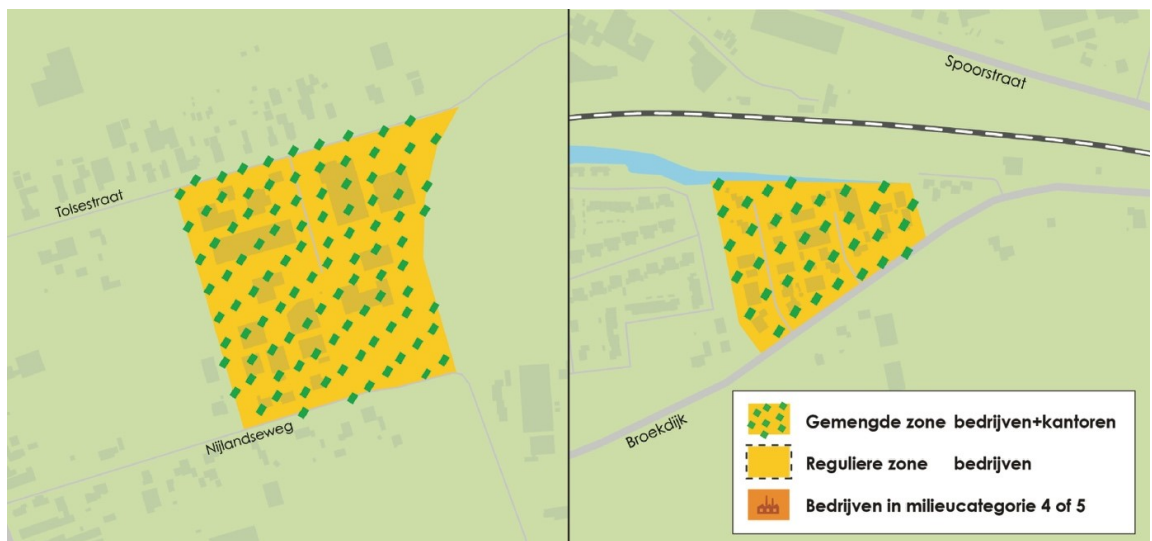 Tolsestraat
Nijlandseweg
Spoorstraat
Broekdijk
Gemengde zone bedrijven+kantoren
Reguliere zone bedrijven
Bedrijven in milieucategorie 4 of 5